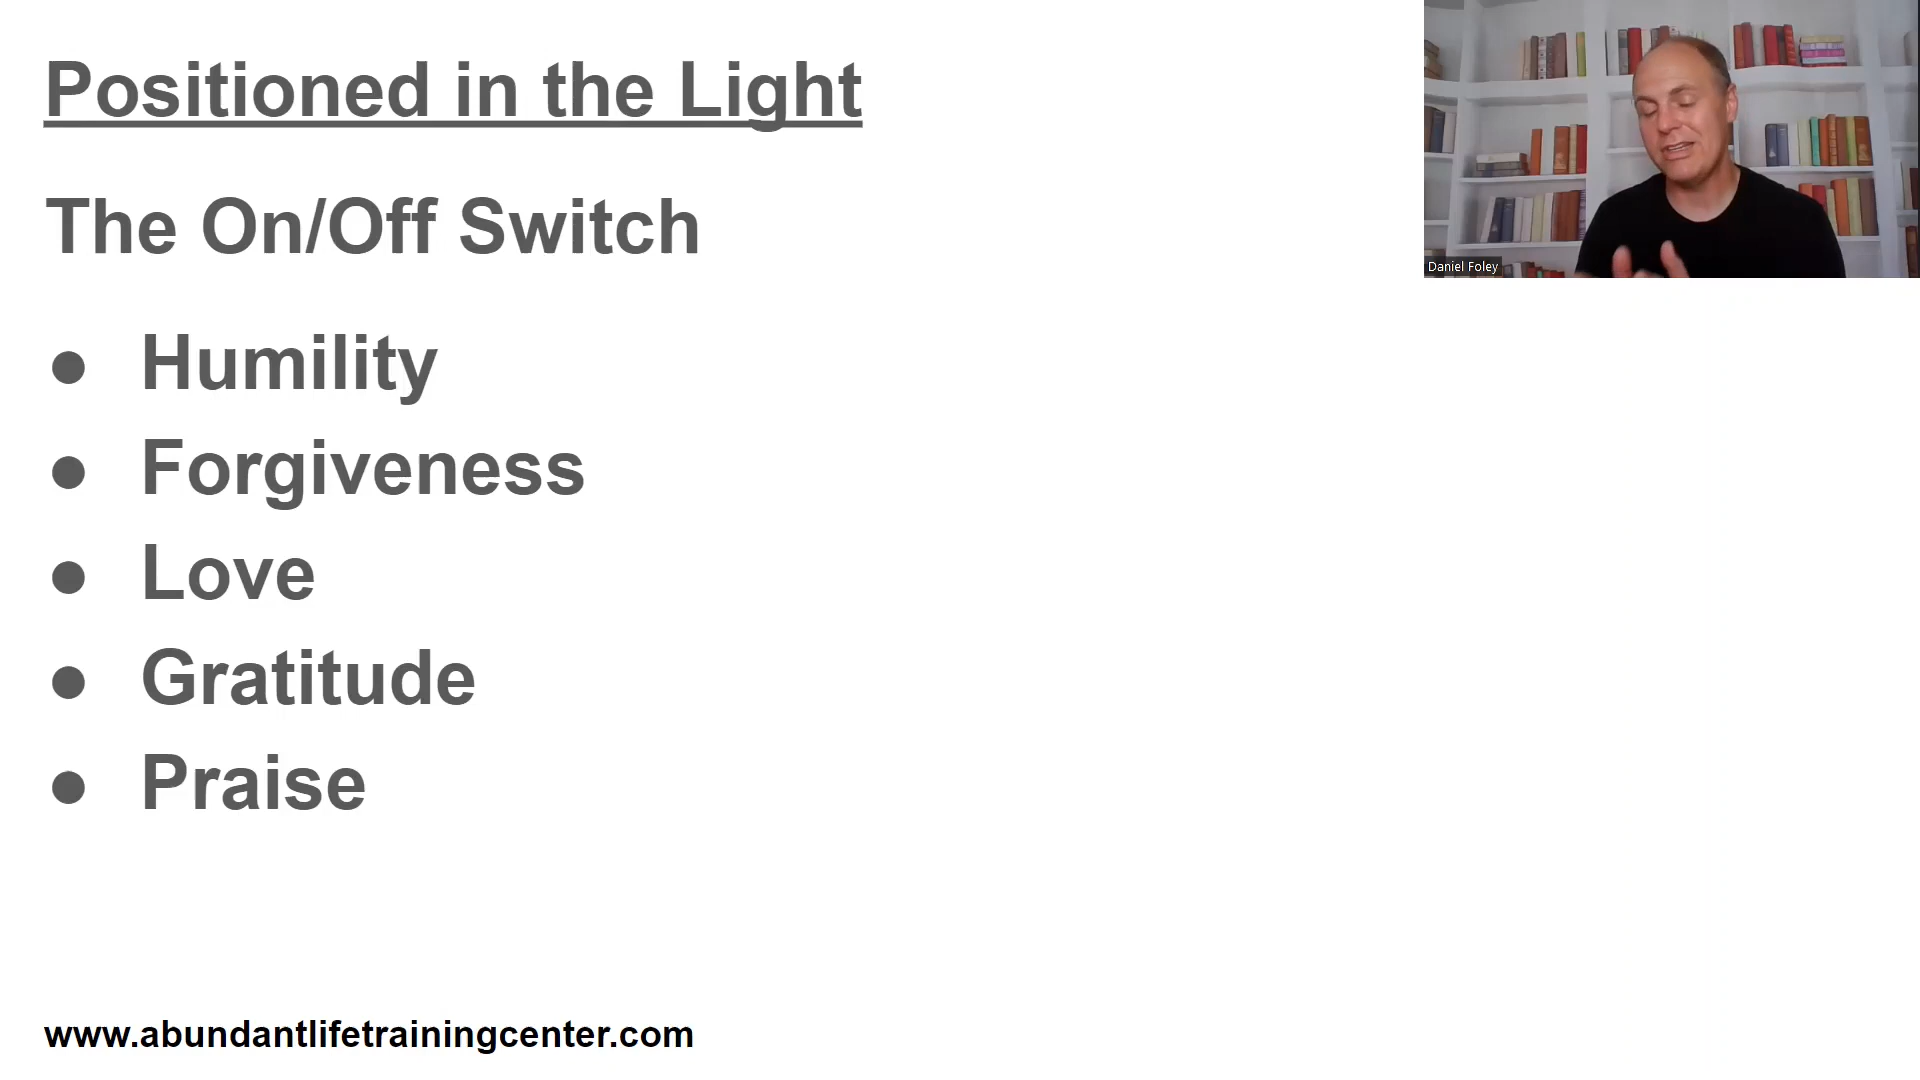 Positioned in the Light
The On/Off Switch
● Humility
● Forgiveness
● Love
● Gratitude
● Praise
www.abundantlifetrainingcenter.com
Daniel Foley